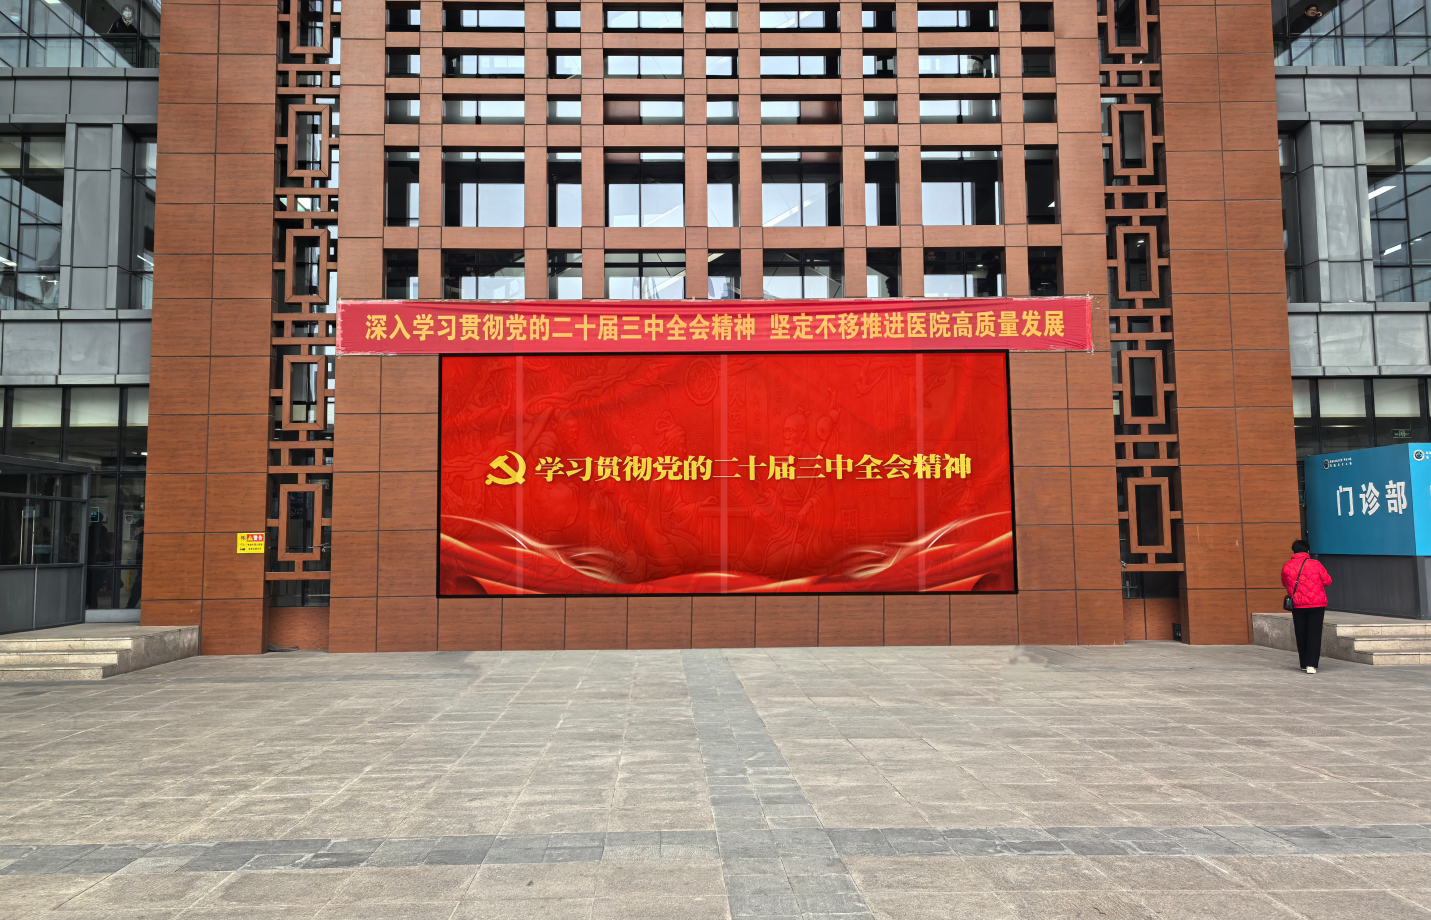 深入学习贯彻党的二十届三中全会精神 坚定不移推进医院高质量发展
学习贯彻党的二十届三中全会精神
门诊部